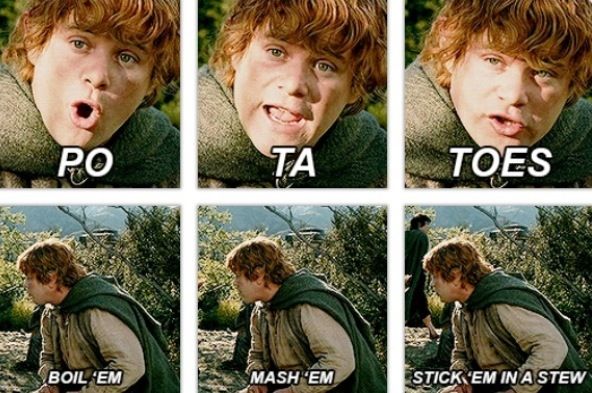 PO
TA
TOES
BOIL 'EM
MASH 'EM
STICK 'EM IN A STEW